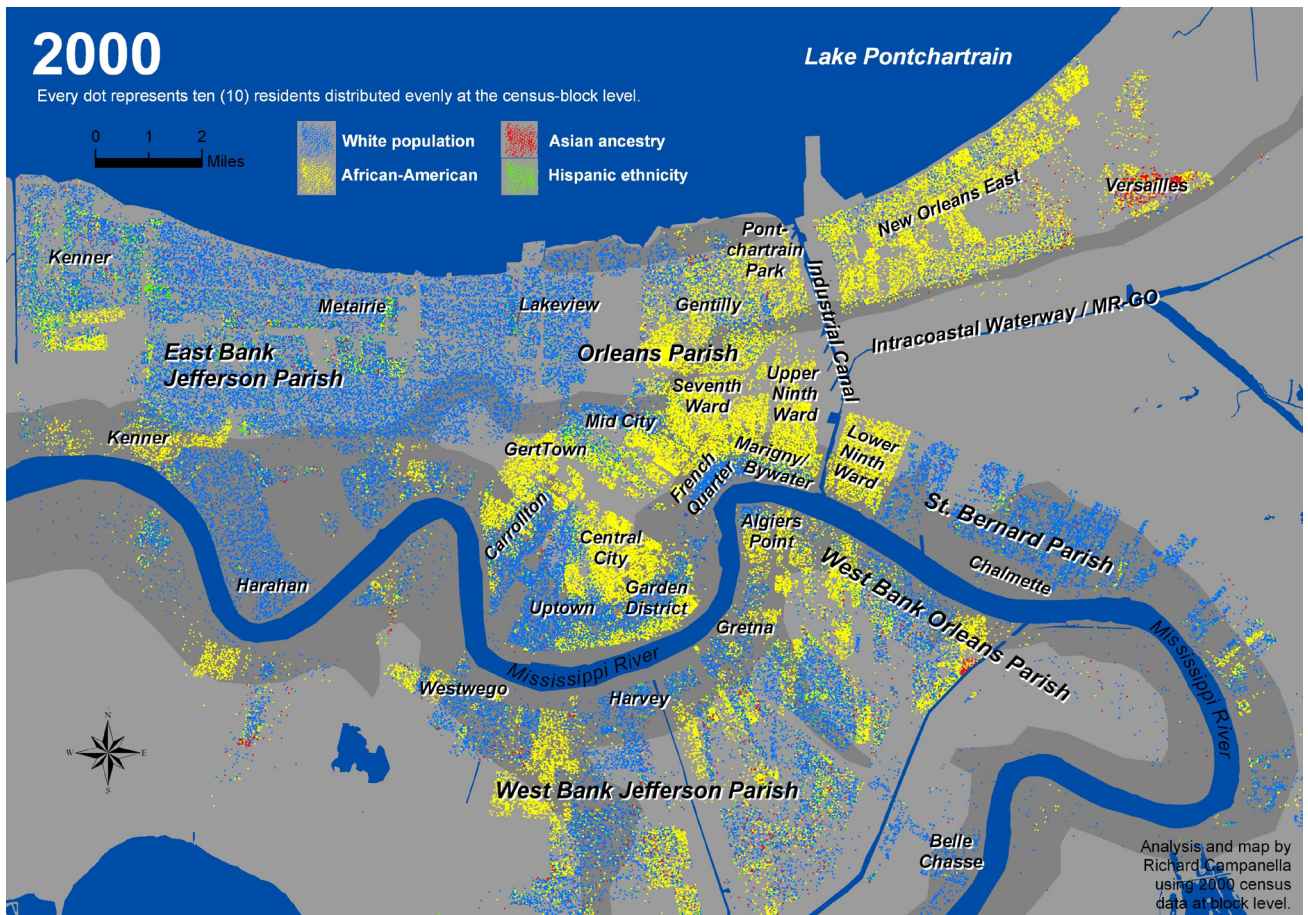 2000
Every dot represents ten (10) residents distributed evenly at the census-block level.
0 1 2
Miles
White population
African-American
Asian ancestry
Hispanic ethnicity
Lake Pontchartrain
Versailles
New Orleans East
Pont-
chartrain
Park
Kenner
Metairie
Lakeview
Gentilly
Industrial Canal
Intracoastal Waterway / MR-GO
East Bank
Jefferson Parish
Orleans Parish
Seventh
Ward
Upper
Ninth
Ward
Mid City
Kenner
GertTown
Marigny/
Bywater
Lower
Ninth
Ward
French
Quarter
Carrollton
Central
City
Algiers
Point
St. Bernard Parish
Chalmette
Harahan
Uptown
Garden
District
West Bank Orleans Parish
Gretna
Mississippi River
Mississippi River
Westwego
Harvey
N
W E
S
West Bank Jefferson Parish
Belle
Chasse
Analysis and map by
Richard Campanella
using 2000 census
data at block level.